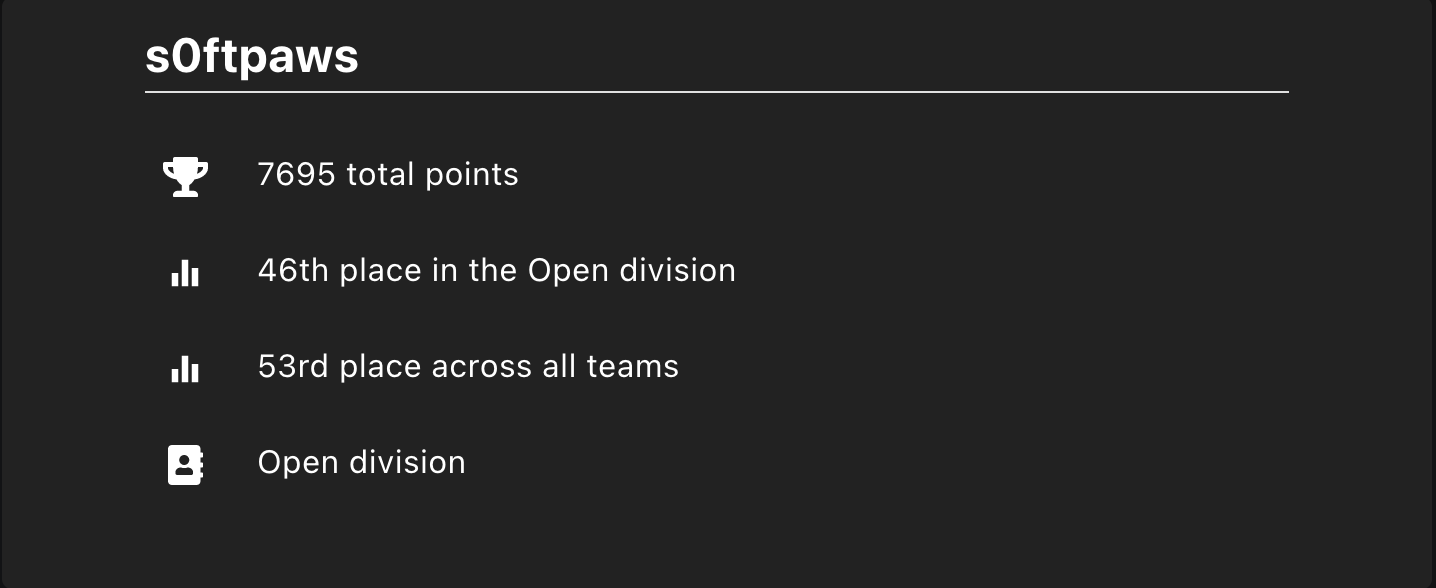 s0ftpaws
7695 total points
46th place in the Open division
53rd place across all teams
Open division